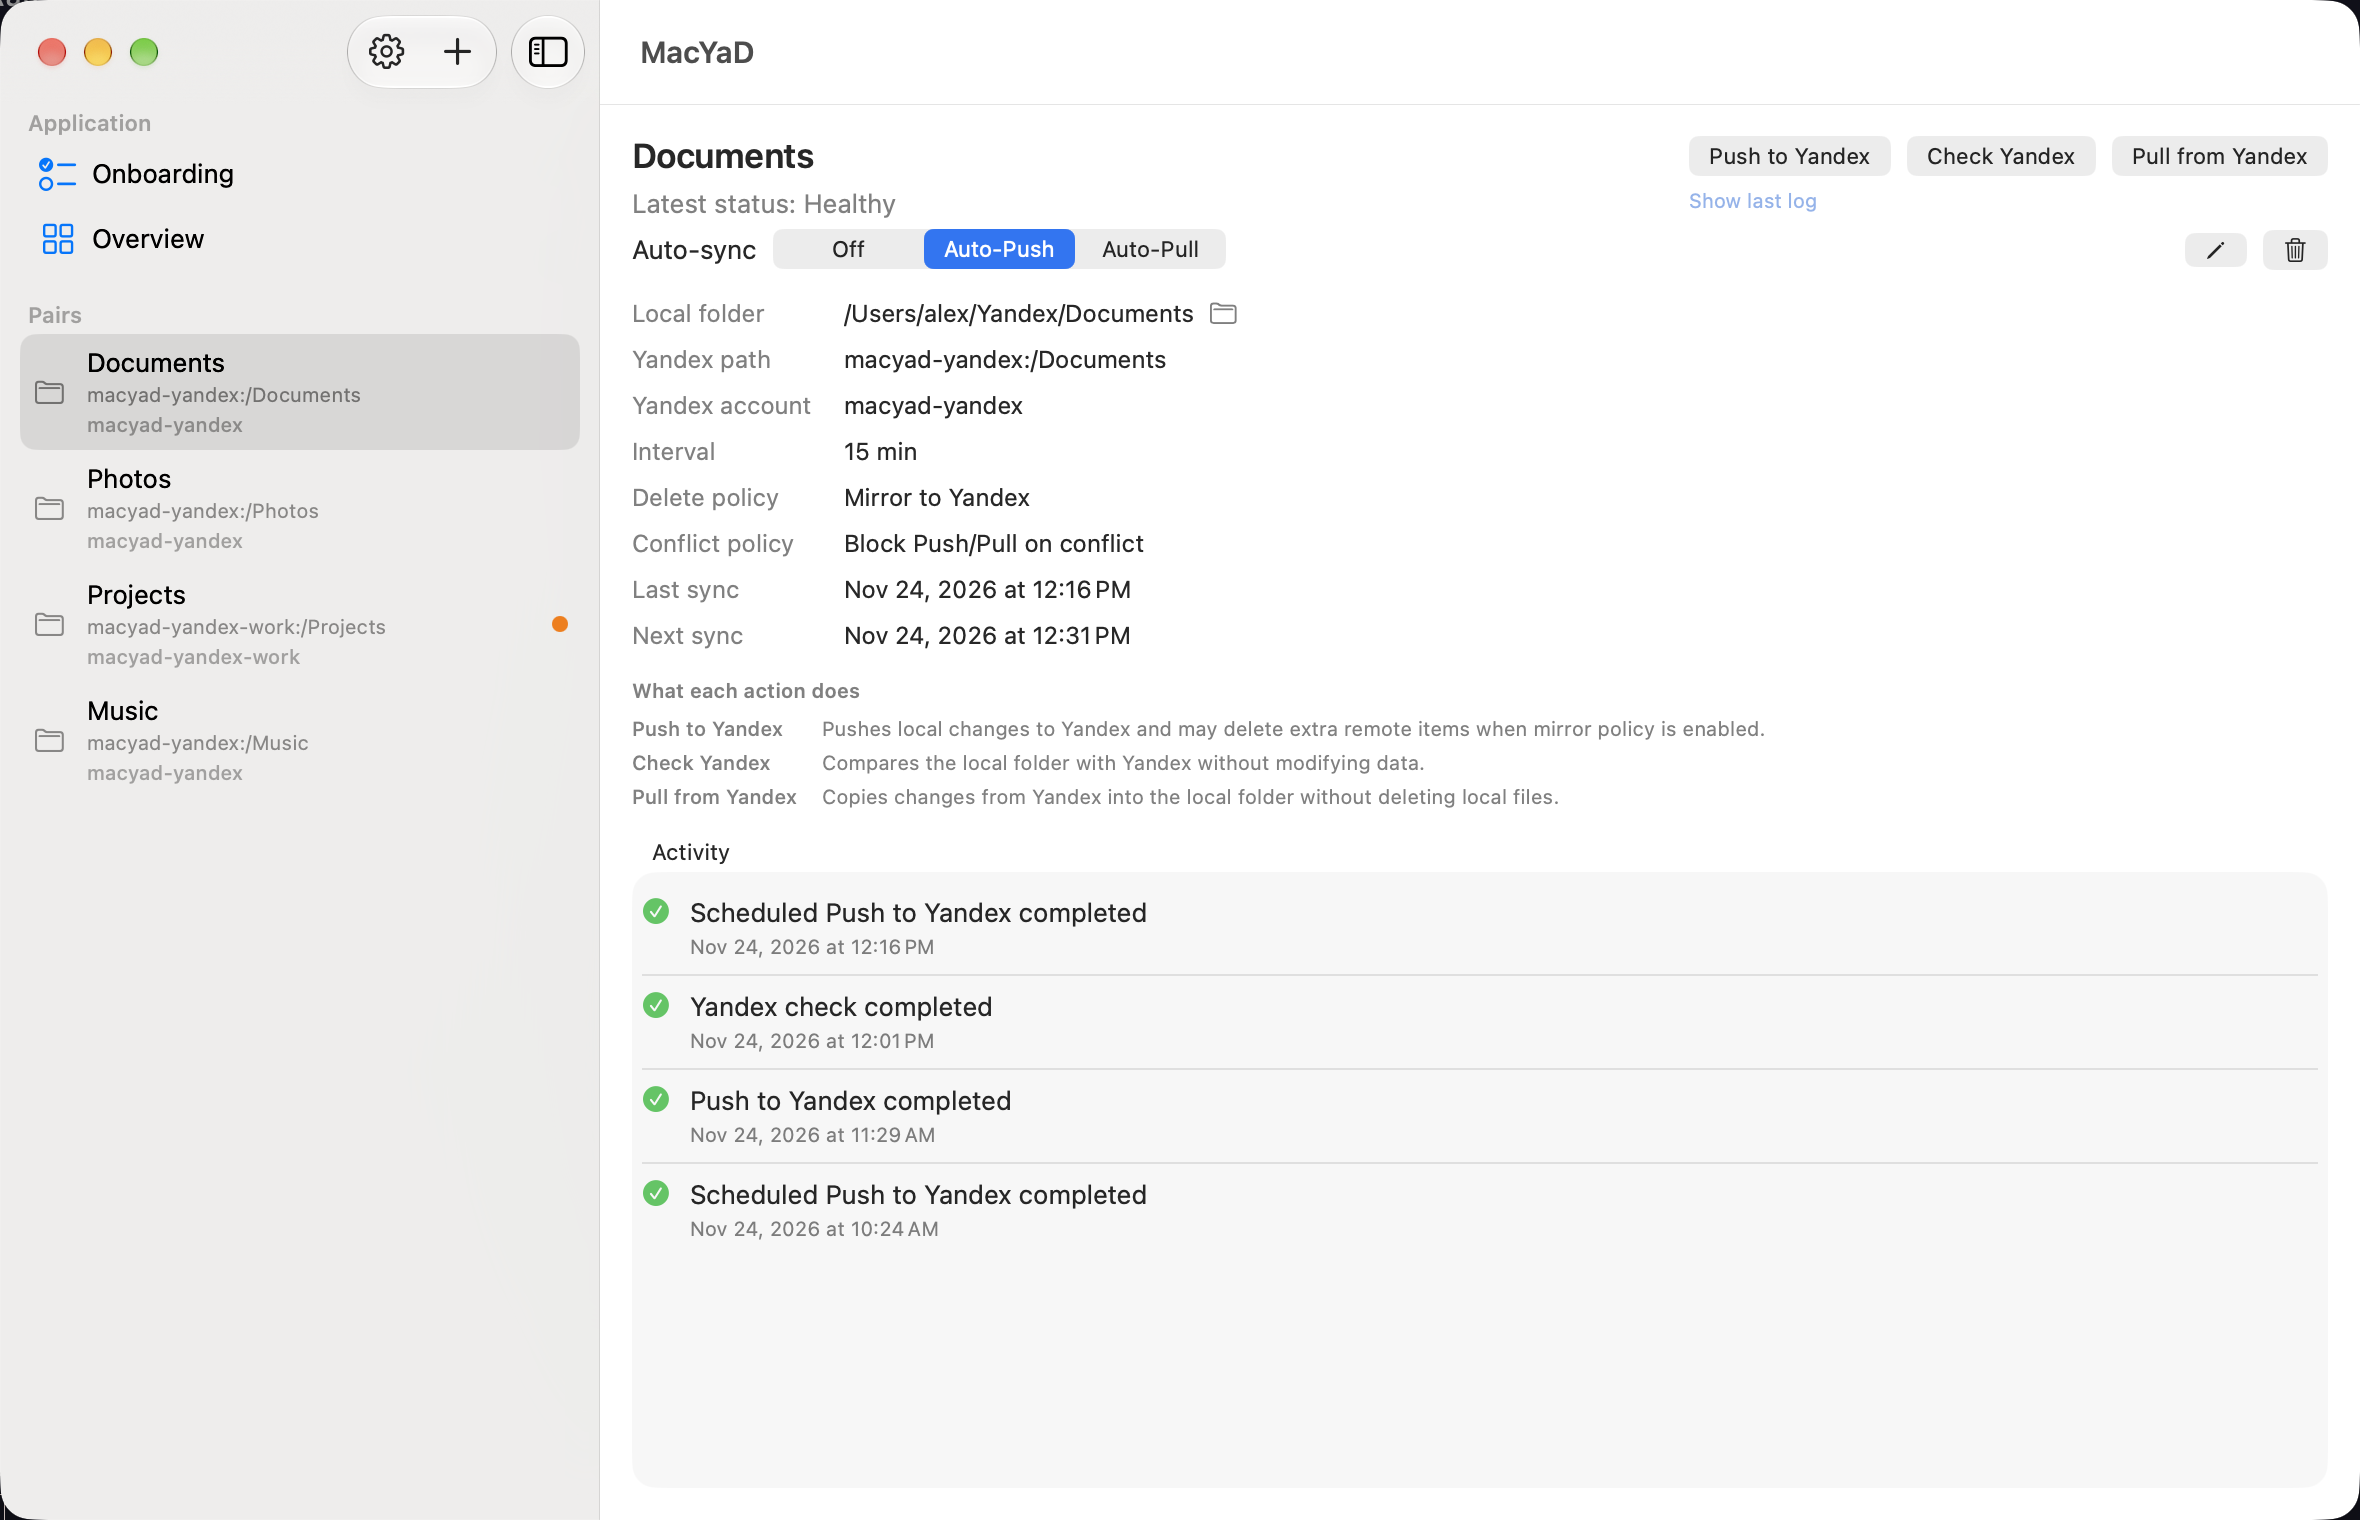 MacYaD
Application
Onboarding
Overview
Pairs
Documents
macyad-yandex:/Documents
macyad-yandex
Photos
macyad-yandex:/Photos
macyad-yandex
Projects
macyad-yandex-work:/Projects
macyad-yandex-work
Music
macyad-yandex:/Music
macyad-yandex
Documents
Push to Yandex Check Yandex Pull from Yandex
Latest status: Healthy
Show last log
Auto-sync Off Auto-Push Auto-Pull
Local folder /Users/alex/Yandex/Documents
Yandex path macyad-yandex:/Documents
Yandex account macyad-yandex
Interval 15 min
Delete policy Mirror to Yandex
Conflict policy Block Push/Pull on conflict
Last sync Nov 24, 2026 at 12:16 PM
Next sync Nov 24, 2026 at 12:31 PM
What each action does
Push to Yandex Pushes local changes to Yandex and may delete extra remote items when mirror policy is enabled.
Check Yandex Compares the local folder with Yandex without modifying data.
Pull from Yandex Copies changes from Yandex into the local folder without deleting local files.
Activity
Scheduled Push to Yandex completed
Nov 24, 2026 at 12:16 PM
Yandex check completed
Nov 24, 2026 at 12:01 PM
Push to Yandex completed
Nov 24, 2026 at 11:29 AM
Scheduled Push to Yandex completed
Nov 24, 2026 at 10:24 AM